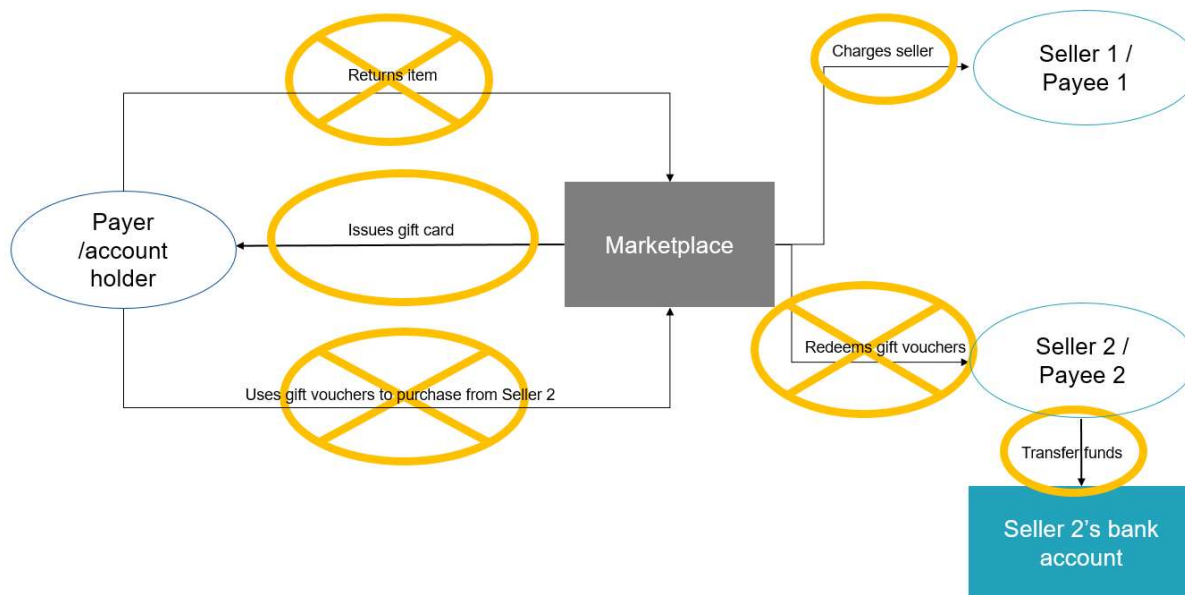 Charges seller
Seller 1 /
Payee 1
Returns item
Payer
/account
holder
Issues gift card
Marketplace
Redeems gift vouchers
Seller 2 /
Payee 2
Uses gift vouchers to purchase from Seller 2
Transfer funds
Seller 2’s bank
account